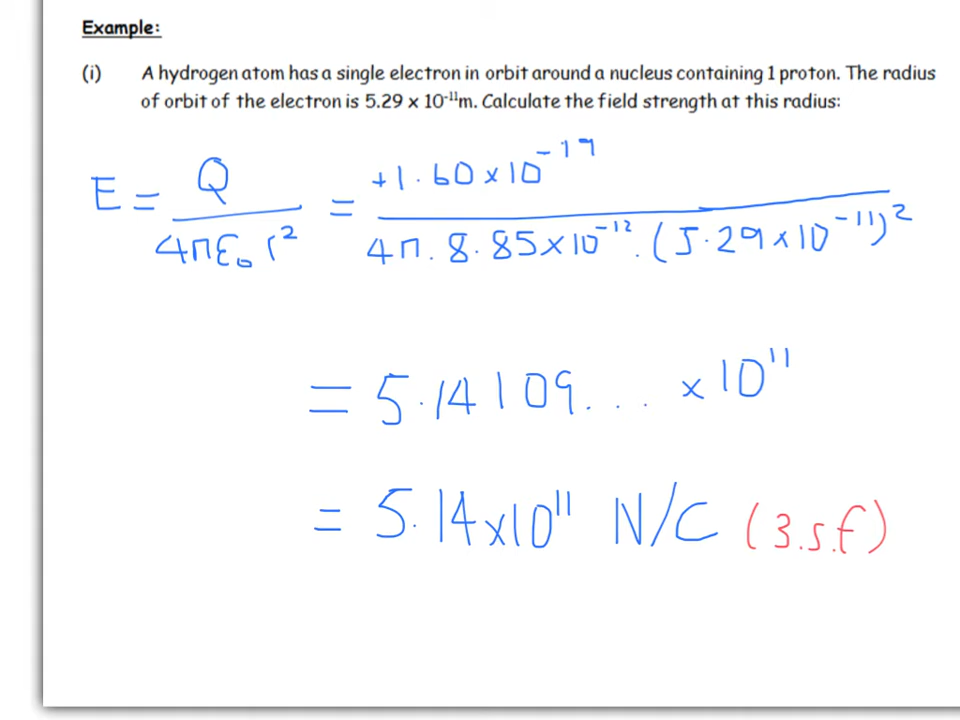 Example:
(i) A hydrogen atom has a single electron in orbit around a nucleus containing 1 proton. The radius
of orbit of the electron is 5.29 x 10⁻¹¹m. Calculate the field strength at this radius:
E = Q / 4πε₀r² = +1.60×10⁻¹⁹ / 4π. 8.85×10⁻¹². (5.29×10⁻¹¹)²
= 5.14109... ×10¹¹
= 5.14×10¹¹ N/C (3.s.f)